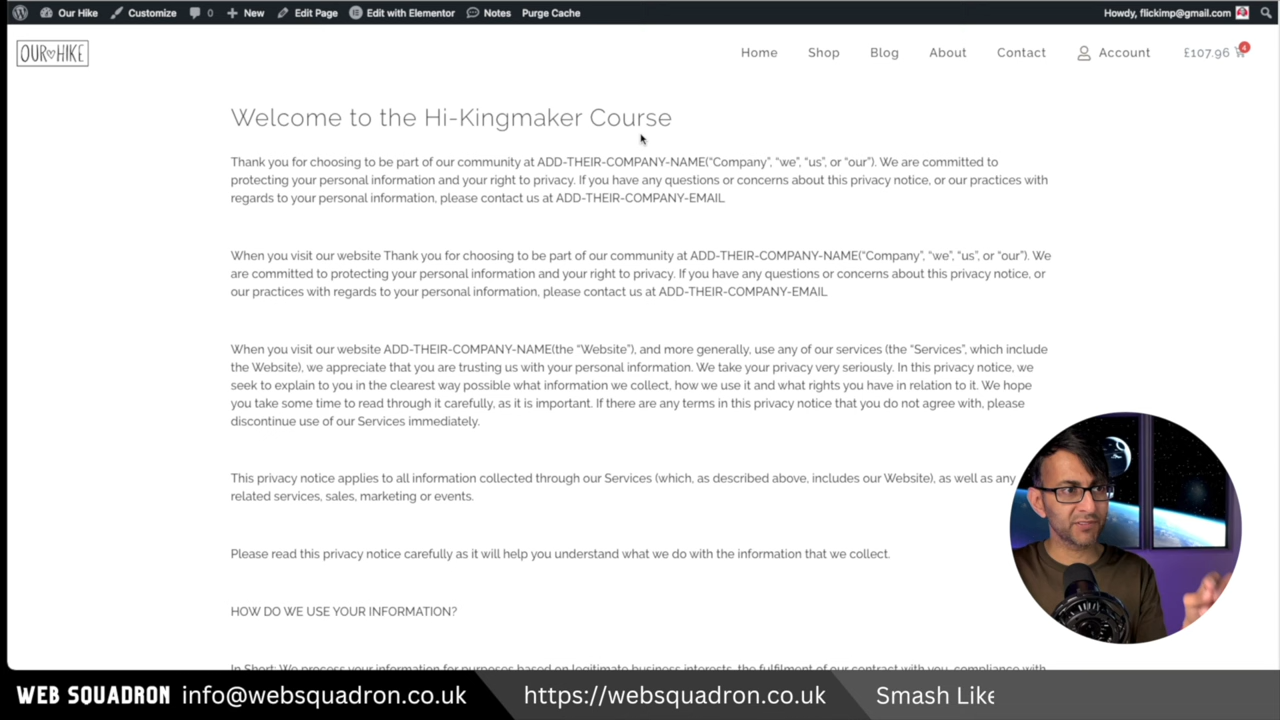 Our Hike Customize 0 New Edit Page Edit with Elementor Notes Purge Cache Howdy, flickimp@gmail.com
OUR HIKE Home Shop Blog About Contact Account £107.96 4
Welcome to the Hi-Kingmaker Course
Thank you for choosing to be part of our community at ADD-THEIR-COMPANY-NAME(“Company”, “we”, “us”, or “our”). We are committed to
protecting your personal information and your right to privacy. If you have any questions or concerns about this privacy notice, or our practices with
regards to your personal information, please contact us at ADD-THEIR-COMPANY-EMAIL
When you visit our website Thank you for choosing to be part of our community at ADD-THEIR-COMPANY-NAME(“Company”, “we”, “us”, or “our”). We
are committed to protecting your personal information and your right to privacy. If you have any questions or concerns about this privacy notice, or
our practices with regards to your personal information, please contact us at ADD-THEIR-COMPANY-EMAIL
When you visit our website ADD-THEIR-COMPANY-NAME(the “Website”), and more generally, use any of our services (the “Services”, which include
the Website), we appreciate that you are trusting us with your personal information. We take your privacy very seriously. In this privacy notice, we
seek to explain to you in the clearest way possible what information we collect, how we use it and what rights you have in relation to it. We hope
you take some time to read through it carefully, as it is important. If there are any terms in this privacy notice that you do not agree with, please
discontinue use of our Services immediately.
This privacy notice applies to all information collected through our Services (which, as described above, includes our Website), as well as any
related services, sales, marketing or events.
Please read this privacy notice carefully as it will help you understand what we do with the information that we collect.
HOW DO WE USE YOUR INFORMATION?
In Short: We process your information for purposes based on legitimate business interests, the fulfilment of our contract with you, compliance with
WEB SQUADRON info@websquadron.co.uk https://websquadron.co.uk Smash Like